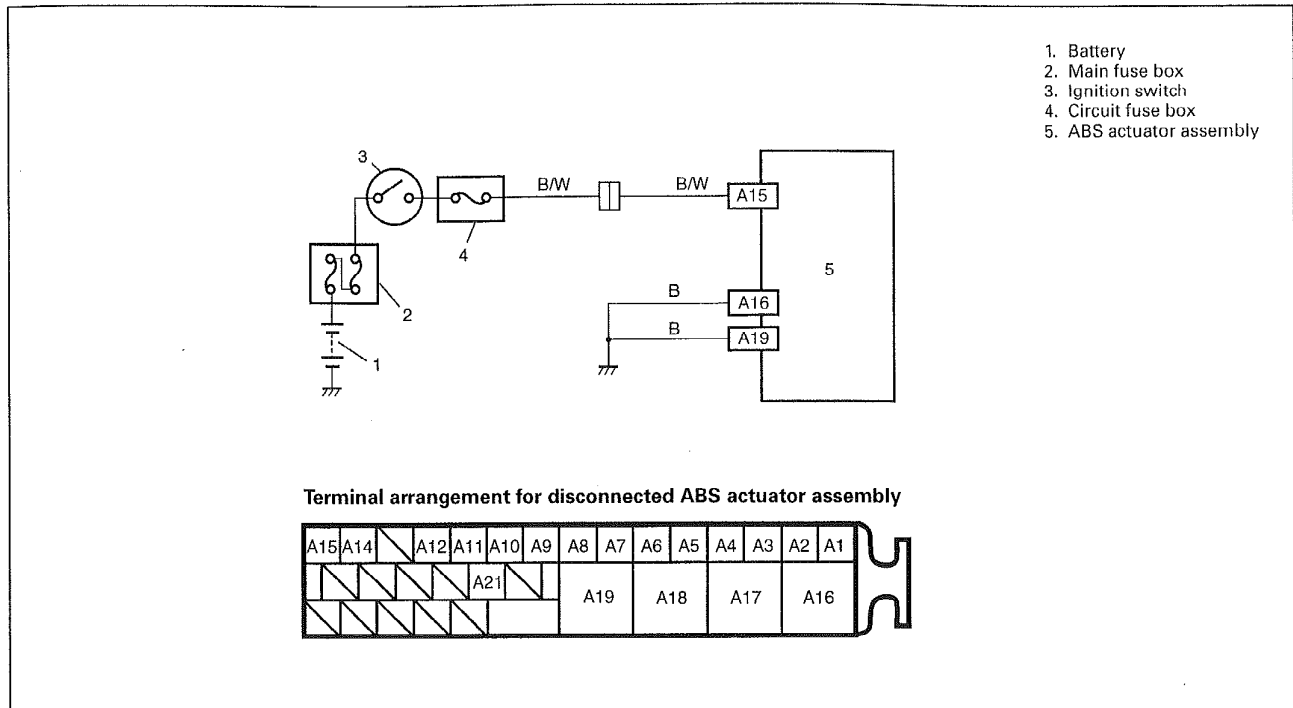 1. Battery
2. Main fuse box
3. Ignition switch
4. Circuit fuse box
5. ABS actuator assembly
3
B/W
B/W
A15
4
5
B
A16
2
B
A19
1
Terminal arrangement for disconnected ABS actuator assembly
A15 A14 A12 A11 A10 A9 A8 A7 A6 A5 A4 A3 A2 A1
A21
A19 A18 A17 A16